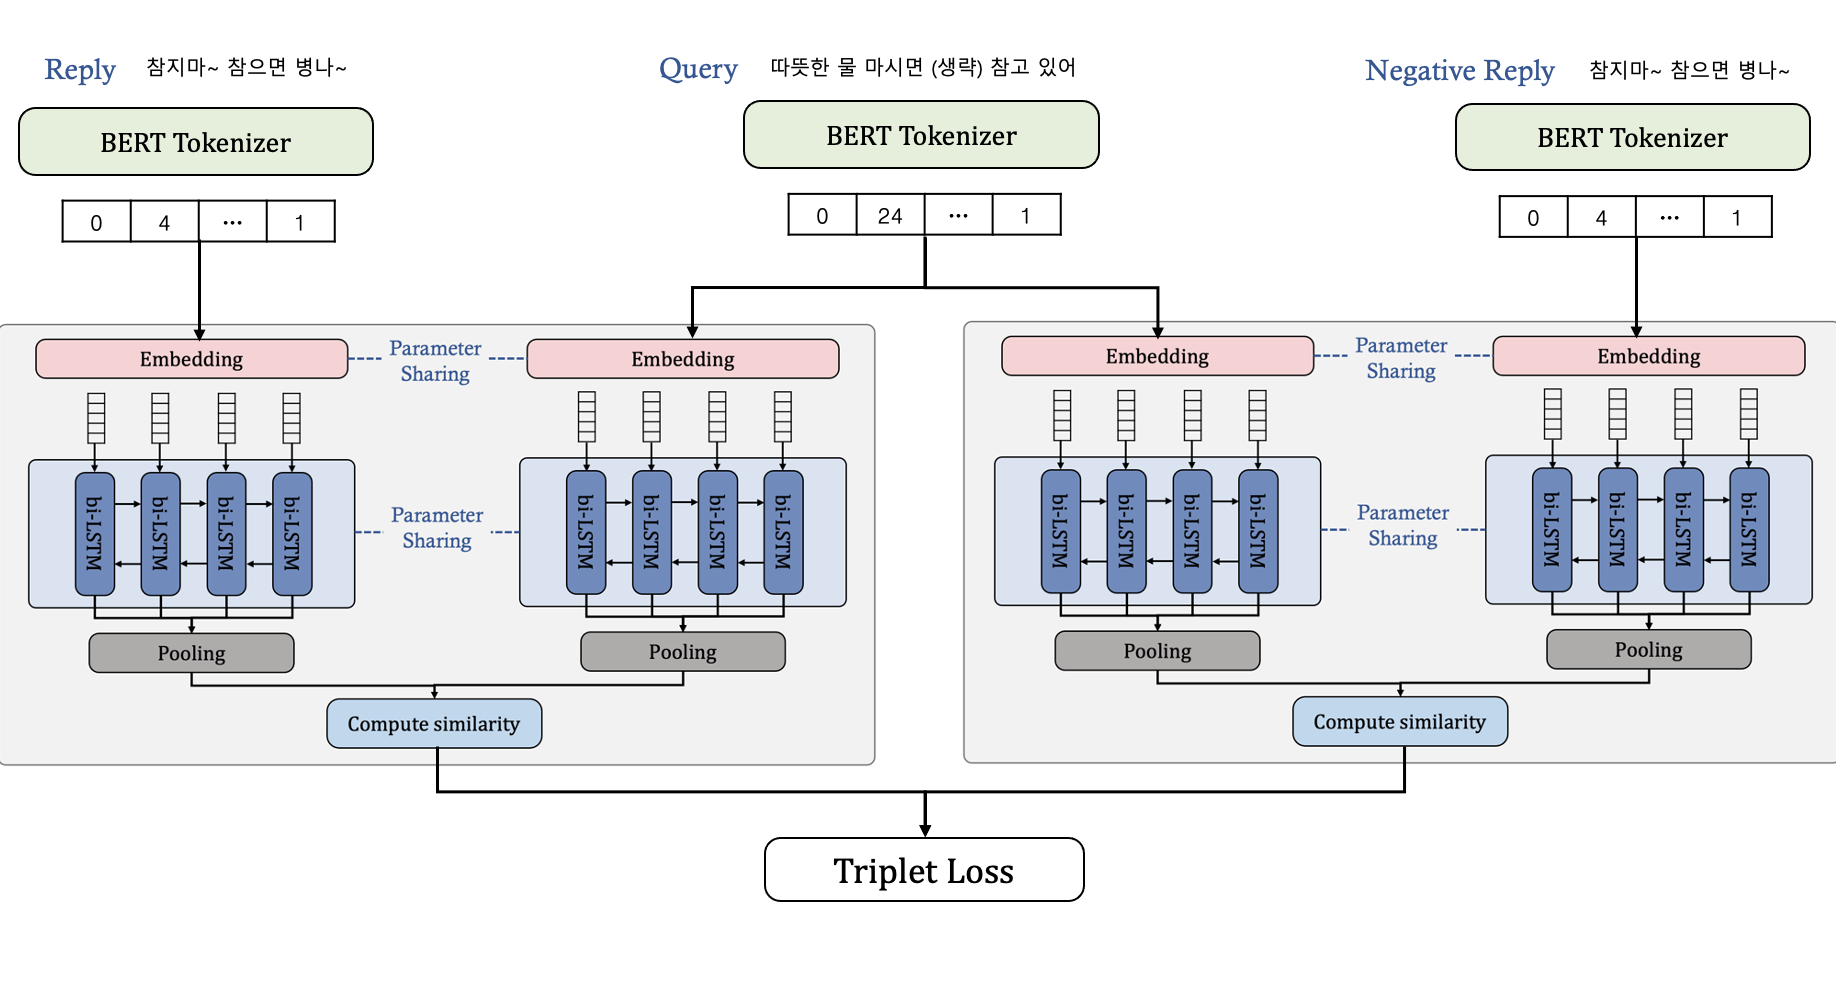 Reply 참지마~ 참으면 병나~
Query 따뜻한 물 마시면 (생략) 참고 있어
Negative Reply 참지마~ 참으면 병나~
BERT Tokenizer
BERT Tokenizer
BERT Tokenizer
0 4 ... 1
0 24 ... 1
0 4 ... 1
Embedding
Parameter
Sharing
Embedding
Embedding
Parameter
Sharing
Embedding
bi-LSTM
bi-LSTM
bi-LSTM
bi-LSTM
Parameter
Sharing
bi-LSTM
bi-LSTM
bi-LSTM
bi-LSTM
bi-LSTM
bi-LSTM
bi-LSTM
bi-LSTM
Parameter
Sharing
bi-LSTM
bi-LSTM
bi-LSTM
bi-LSTM
Pooling
Pooling
Pooling
Pooling
Compute similarity
Compute similarity
Triplet Loss